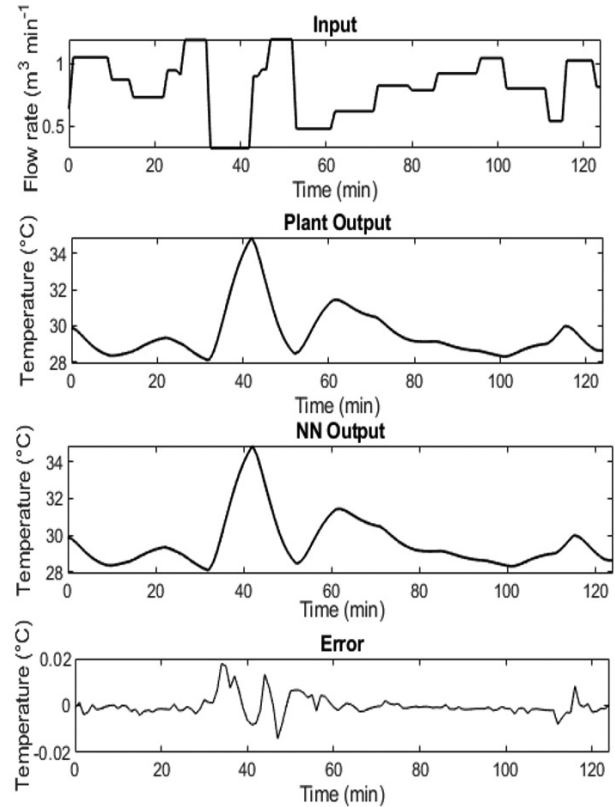 Input
Flow rate (m³ min⁻¹)
1
0.5
0 20 40 60 80 100 120
Time (min)
Plant Output
Temperature (°C)
34
32
30
28
0 20 40 60 80 100 120
Time (min)
NN Output
Temperature (°C)
34
32
30
28
0 20 40 60 80 100 120
Time (min)
Error
Temperature (°C)
0.02
0
-0.02
0 20 40 60 80 100 120
Time (min)